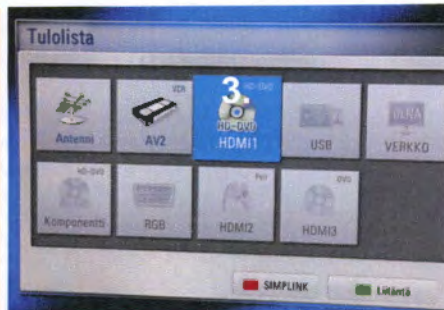 Tulolista
VCR
3. HD-DVD
HD-DVD
DLNA
Antenni AV2 HDMI1 USB VERKKO
HD-DVD PVR DVD
Komponentti RGB HDMI2 HDMI3
SIMPLINK Liitäntä